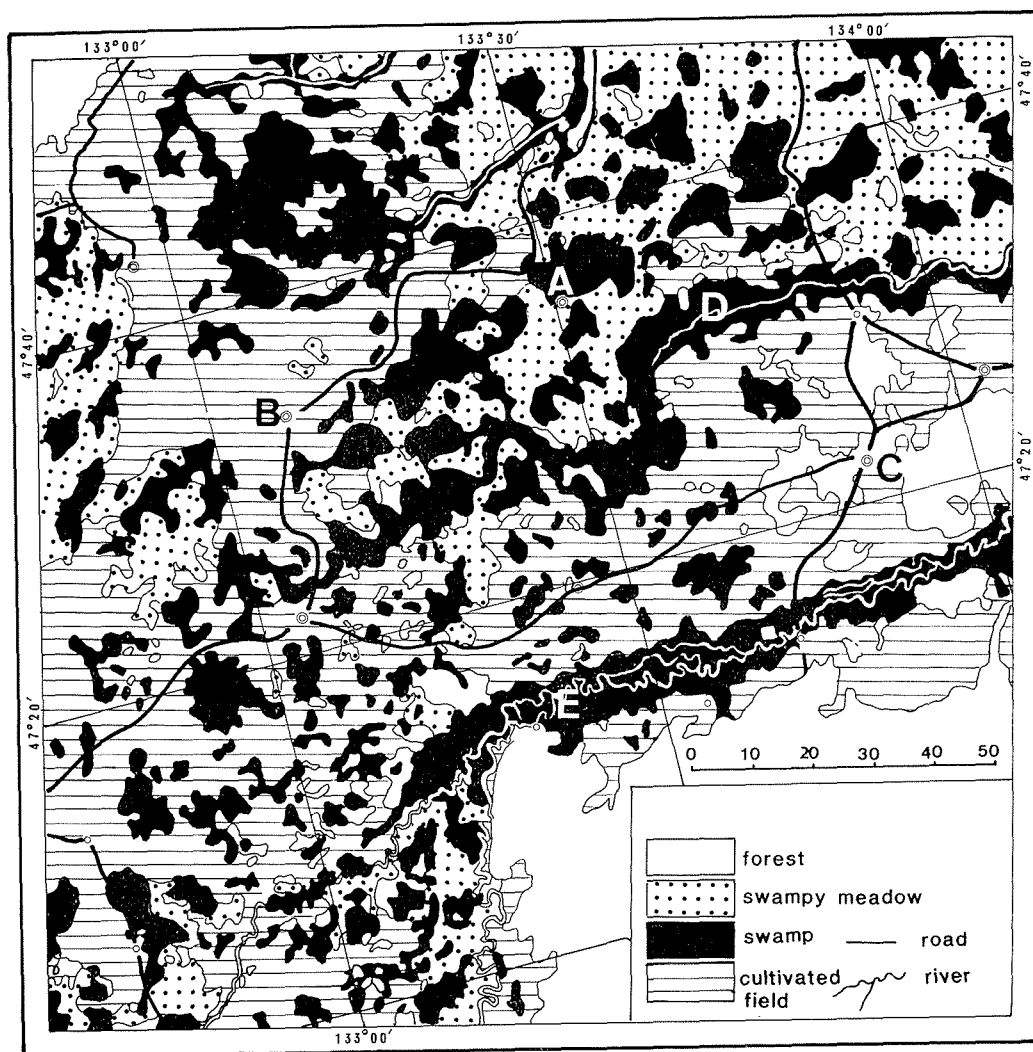 133°00′ 133°30′ 134°00′
47°40′
47°40′
A
D
B
C
47°20′
47°20′
E
0 10 20 30 40 50
forest
swampy meadow
swamp road
cultivated field river
133°00′